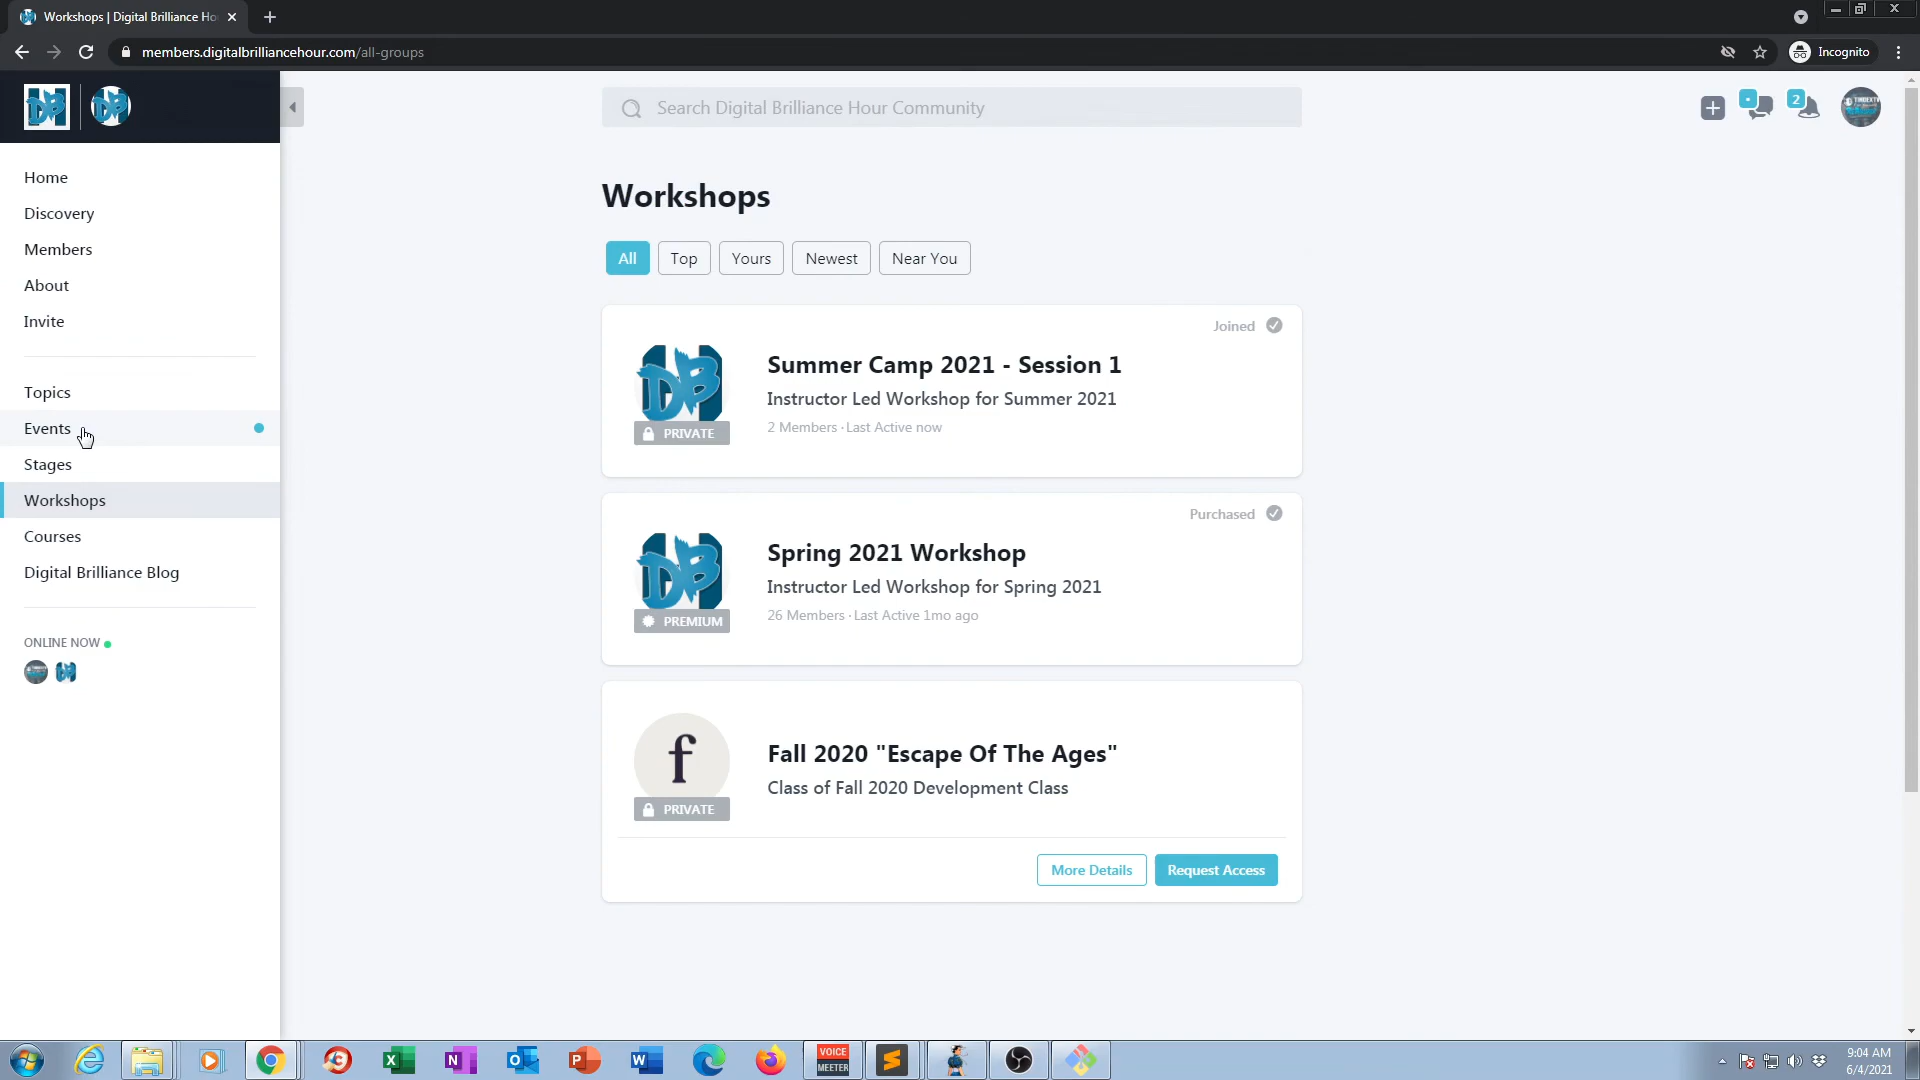 Workshops | Digital Brilliance Ho
members.digitalbrilliancehour.com/all-groups
Incognito
Search Digital Brilliance Hour Community
2
Home
Discovery
Members
About
Invite
Topics
Events
Stages
Workshops
Courses
Digital Brilliance Blog
ONLINE NOW
Workshops
All
Top
Yours
Newest
Near You
Joined
Summer Camp 2021 - Session 1
Instructor Led Workshop for Summer 2021
2 Members · Last Active now
PRIVATE
Purchased
Spring 2021 Workshop
Instructor Led Workshop for Spring 2021
26 Members · Last Active 1mo ago
PREMIUM
f
Fall 2020 "Escape Of The Ages"
Class of Fall 2020 Development Class
PRIVATE
More Details
Request Access
VOICE
MEETER
9:04 AM
6/4/2021